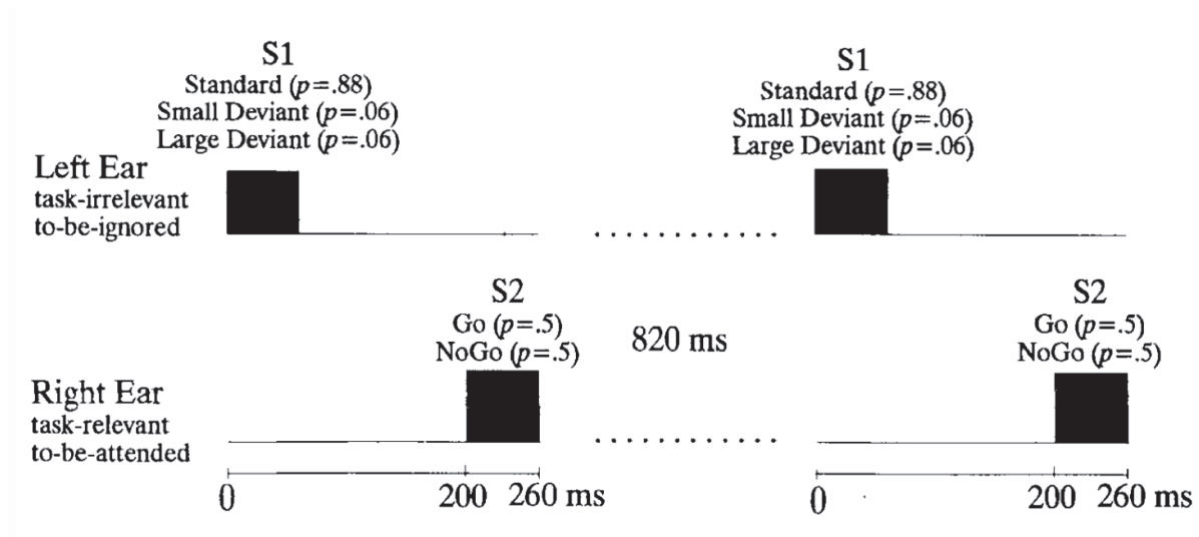 S1
Standard (p=.88)
Small Deviant (p=.06)
Large Deviant (p=.06)
S1
Standard (p=.88)
Small Deviant (p=.06)
Large Deviant (p=.06)
Left Ear
task-irrelevant
to-be-ignored
S2
Go (p=.5)
NoGo (p=.5)
820 ms
S2
Go (p=.5)
NoGo (p=.5)
Right Ear
task-relevant
to-be-attended
0 200 260 ms 0 200 260 ms